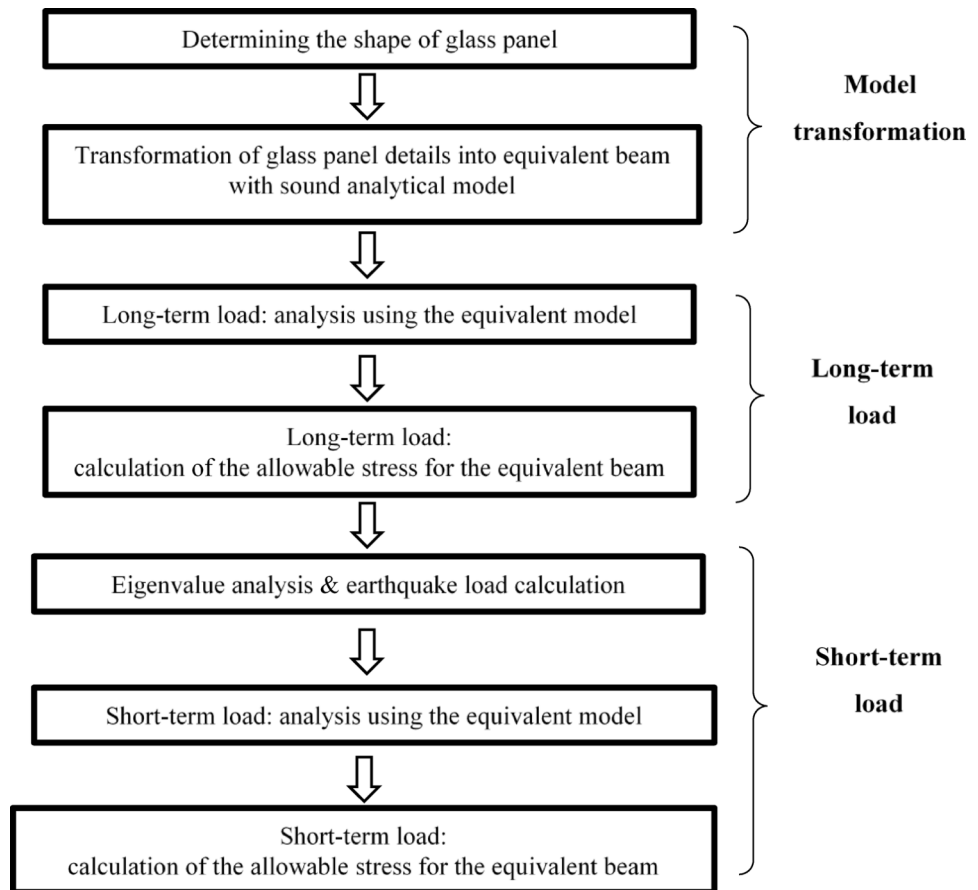 Determining the shape of glass panel
Transformation of glass panel details into equivalent beam
with sound analytical model
Model
transformation
Long-term load: analysis using the equivalent model
Long-term load:
calculation of the allowable stress for the equivalent beam
Long-term
load
Eigenvalue analysis & earthquake load calculation
Short-term load: analysis using the equivalent model
Short-term load:
calculation of the allowable stress for the equivalent beam
Short-term
load